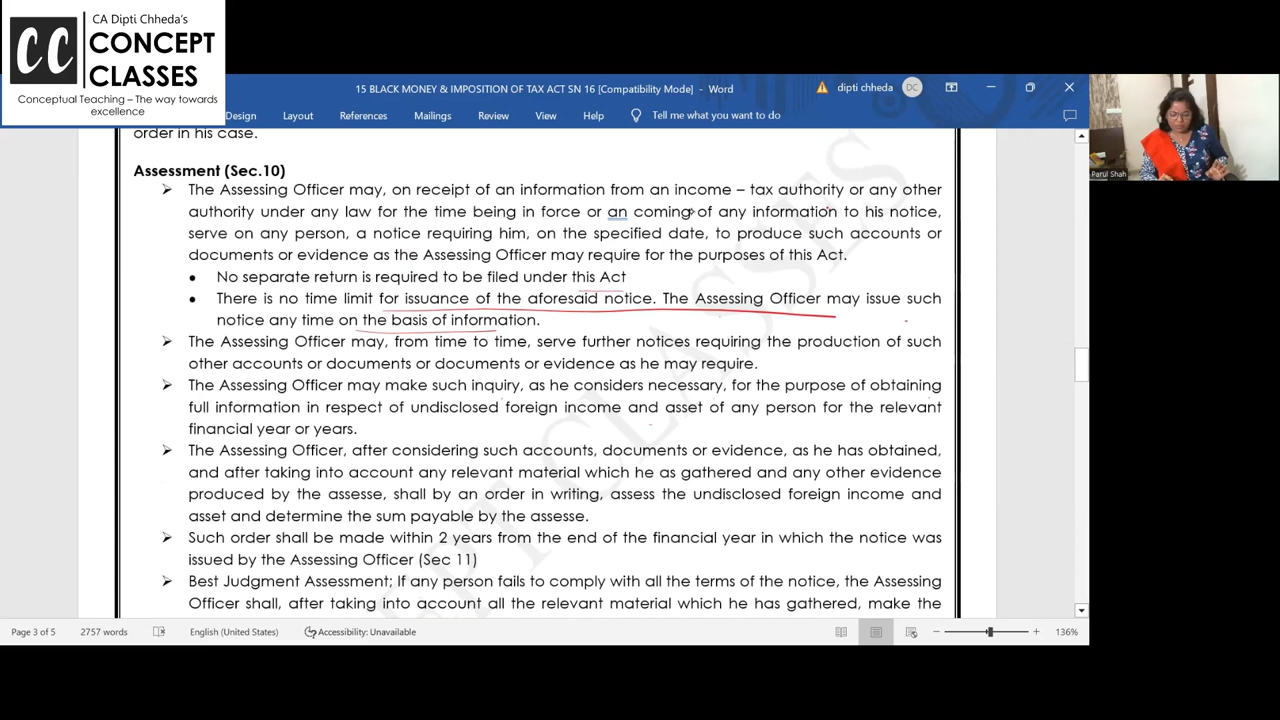 CA Dipti Chheda's
CC CONCEPT
CLASSES
Conceptual Teaching – The way towards
excellence
15 BLACK MONEY & IMPOSITION OF TAX ACT SN 16 [Compatibility Mode] - Word
dipti chheda DC
Design Layout References Mailings Review View Help Tell me what you want to do
order in his case.
Assessment (Sec.10)
The Assessing Officer may, on receipt of an information from an income – tax authority or any other
authority under any law for the time being in force or an coming of any information to his notice,
serve on any person, a notice requiring him, on the specified date, to produce such accounts or
documents or evidence as the Assessing Officer may require for the purposes of this Act.
• No separate return is required to be filed under this Act
• There is no time limit for issuance of the aforesaid notice. The Assessing Officer may issue such
notice any time on the basis of information.
The Assessing Officer may, from time to time, serve further notices requiring the production of such
other accounts or documents or documents or evidence as he may require.
The Assessing Officer may make such inquiry, as he considers necessary, for the purpose of obtaining
full information in respect of undisclosed foreign income and asset of any person for the relevant
financial year or years.
The Assessing Officer, after considering such accounts, documents or evidence, as he has obtained,
and after taking into account any relevant material which he as gathered and any other evidence
produced by the assesse, shall by an order in writing, assess the undisclosed foreign income and
asset and determine the sum payable by the assesse.
Such order shall be made within 2 years from the end of the financial year in which the notice was
issued by the Assessing Officer (Sec 11)
Best Judgment Assessment; If any person fails to comply with all the terms of the notice, the Assessing
Officer shall, after taking into account all the relevant material which he has gathered, make the
Page 3 of 5 2757 words English (United States) Accessibility: Unavailable 136%
Parul Shah
CEPT CLASSES